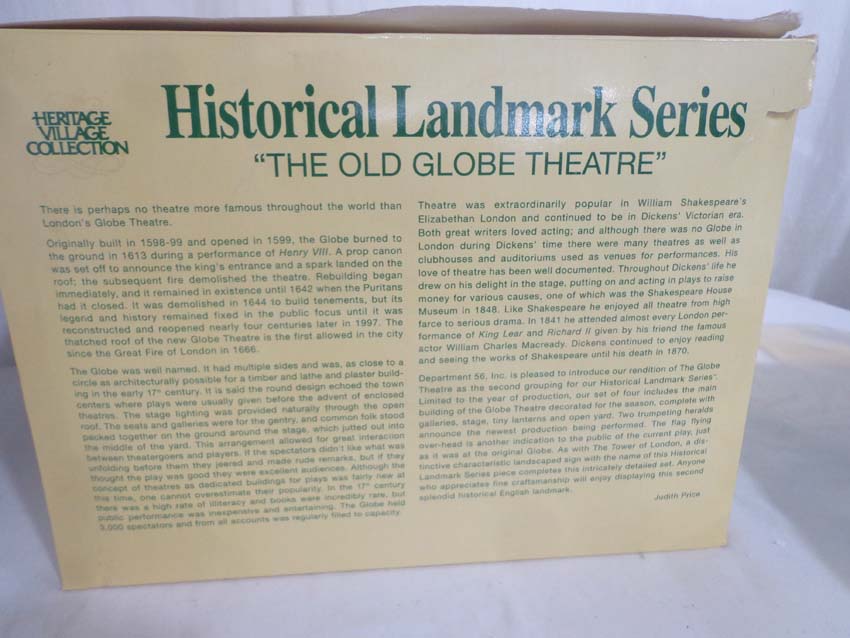 HERITAGE
VILLAGE
COLLECTION
Historical Landmark Series
“THE OLD GLOBE THEATRE”
There is perhaps no theatre more famous throughout the world than
London's Globe Theatre.
Originally built in 1598-99 and opened in 1599, the Globe burned to
the ground in 1613 during a performance of Henry VIII. A prop canon
was set off to announce the king's entrance and a spark landed on the
roof; the subsequent fire demolished the theatre. Rebuilding began
immediately, and it remained in existence until 1642 when the Puritans
had it closed. It was demolished in 1644 to build tenements, but its
legend and history remained fixed in the public focus until it was
reconstructed and reopened nearly four centuries later in 1997. The
thatched roof of the new Globe Theatre is the first allowed in the city
since the Great Fire of London in 1666.
The Globe was well named. It had multiple sides and was, as close to a
circle as architecturally possible for a timber and lathe and plaster build-
ing in the early 17th century. It is said the round design echoed the town
centers where plays were usually given before the advent of enclosed
theatres. The stage lighting was provided naturally through the open
roof. The seats and galleries were for the gentry, and common folk stood
packed together on the ground around the stage, which jutted out into
the middle of the yard. This arrangement allowed for great interaction
between theatergoers and players. If the spectators didn't like what was
unfolding before them they jeered and made rude remarks, but if they
thought the play was good they were excellent audiences. Although the
concept of theatres as dedicated buildings for plays was fairly new at
this time, one cannot overestimate their popularity. In the 17th century
there was a high rate of illiteracy and books were incredibly rare, but
public performance was inexpensive and entertaining. The Globe held
3,000 spectators and from all accounts was regularly filled to capacity.
Theatre was extraordinarily popular in William Shakespeare's
Elizabethan London and continued to be in Dickens' Victorian era.
Both great writers loved acting; and although there was no Globe in
London during Dickens' time there were many theatres as well as
clubhouses and auditoriums used as venues for performances. His
love of theatre has been well documented. Throughout Dickens' life he
drew on his delight in the stage, putting on and acting in plays to raise
money for various causes, one of which was the Shakespeare House
Museum in 1848. Like Shakespeare he enjoyed all theatre from high
farce to serious drama. In 1841 he attended almost every London per-
formance of King Lear and Richard II given by his friend the famous
actor William Charles Macready. Dickens continued to enjoy reading
and seeing the works of Shakespeare until his death in 1870.
Department 56, Inc. is pleased to introduce our rendition of The Globe
Theatre as the second grouping for our Historical Landmark Series™.
Limited to the year of production, our set of four includes the main
building of the Globe Theatre decorated for the season, complete with
galleries, stage, tiny lanterns and open yard. Two trumpeting heralds
announce the newest production being performed. The flag flying
over-head is another indication to the public of the current play, just
as it was at the original Globe. As with The Tower of London, a dis-
tinctive characteristic landscaped sign with the name of this Historical
Landmark Series piece completes this intricately detailed set. Anyone
who appreciates fine craftsmanship will enjoy displaying this second
splendid historical English landmark.
Judith Price